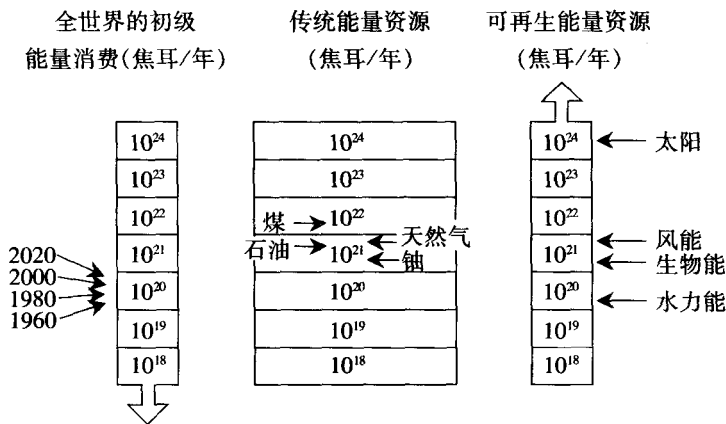 全世界的初级
能量消费(焦耳/年)
传统能量资源
(焦耳/年)
可再生能量资源
(焦耳/年)
10²⁴
10²³
10²²
10²¹
10²⁰
10¹⁹
10¹⁸
2020
2000
1980
1960
10²⁴
10²³
煤
10²²
石油
10²¹
天然气
铀
10²⁰
10¹⁹
10¹⁸
10²⁴
太阳
10²³
10²²
10²¹
风能
生物能
10²⁰
水力能
10¹⁹
10¹⁸